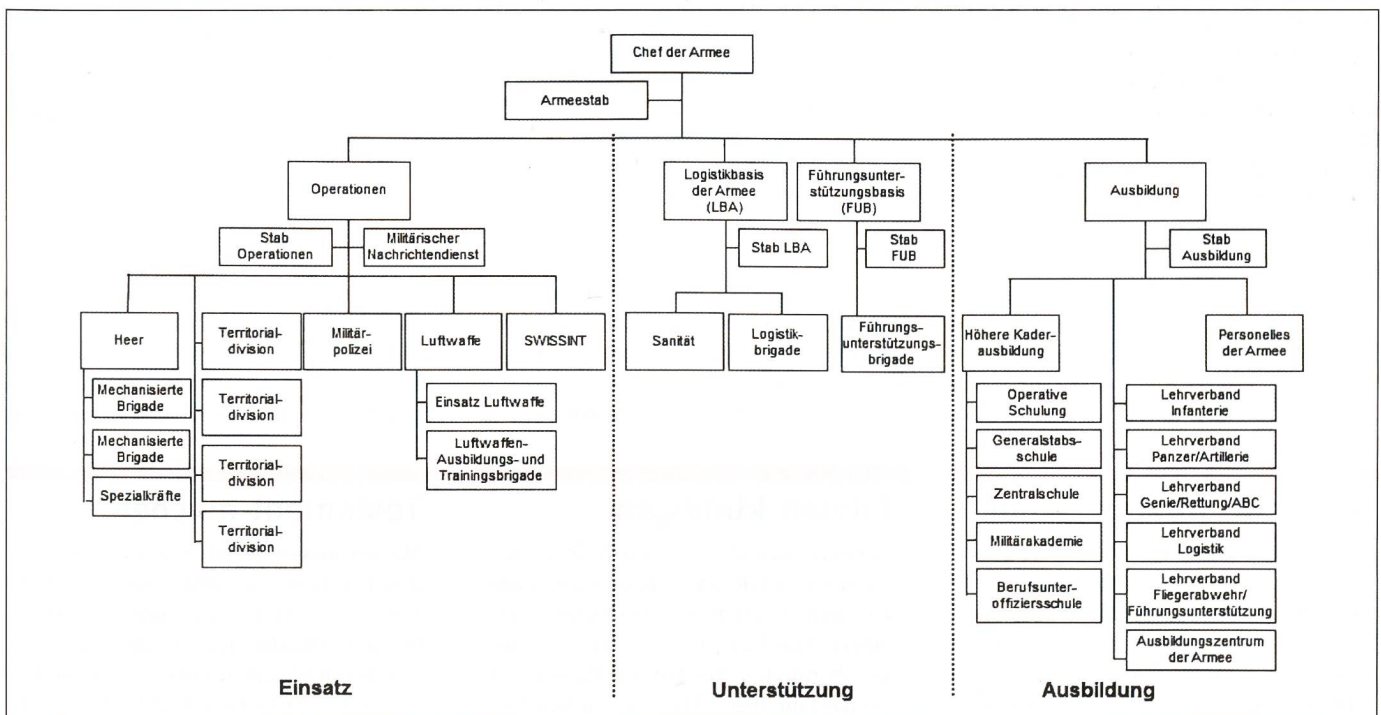 Chef der Armee
Armeestab
Operationen
Logistikbasis
der Armee
(LBA)
Führungsunter-
stützungsbasis
(FUB)
Ausbildung
Stab
Operationen
Militärischer
Nachrichtendienst
Stab LBA
Stab
FUB
Stab
Ausbildung
Heer
Territorial-
division
Militär-
polizei
Luftwaffe
SWISSINT
Sanität
Logistik-
brigade
Führungs-
unterstützungs-
brigade
Höhere Kader-
ausbildung
Personelles
der Armee
Mechanisierte
Brigade
Mechanisierte
Brigade
Spezialkräfte
Territorial-
division
Territorial-
division
Territorial-
division
Einsatz Luftwaffe
Luftwaffen-
Ausbildungs- und
Trainingsbrigade
Operative
Schulung
Generalstabs-
schule
Zentralschule
Militärakademie
Berufsunter-
offiziersschule
Lehrverband
Infanterie
Lehrverband
Panzer/Artillerie
Lehrverband
Genie/Rettung/ABC
Lehrverband
Logistik
Lehrverband
Fliegerabwehr/
Führungsunterstützung
Ausbildungszentrum
der Armee
Einsatz
Unterstützung
Ausbildung